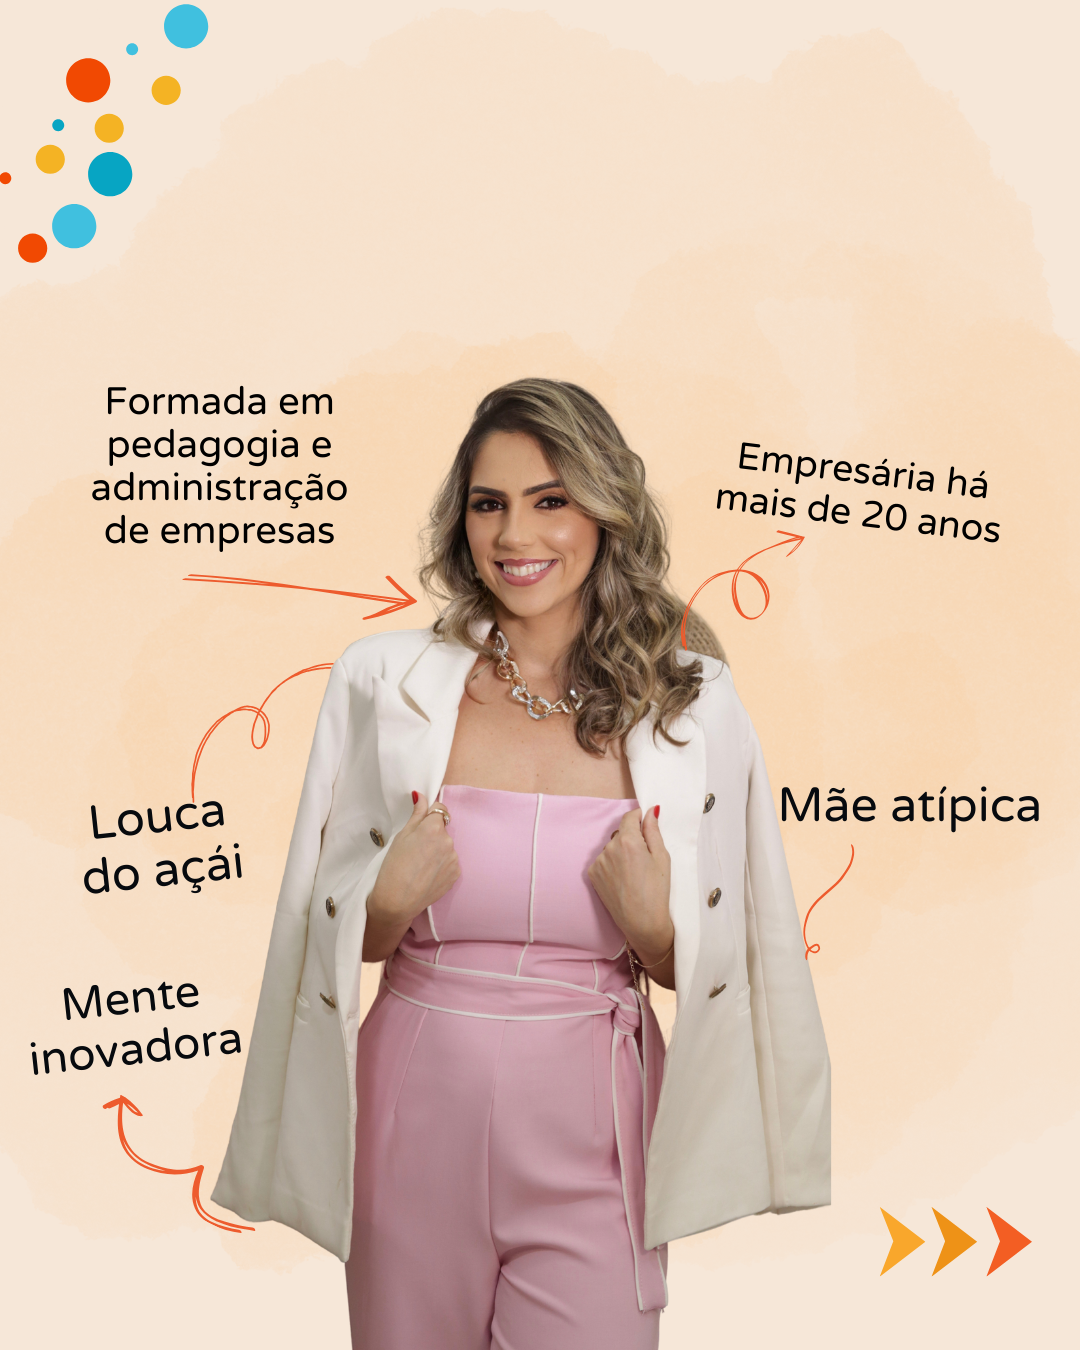 Formada em
pedagogia e
administração
de empresas
Empresária há
mais de 20 anos
Louca
do açái
Mãe atípica
Mente
inovadora